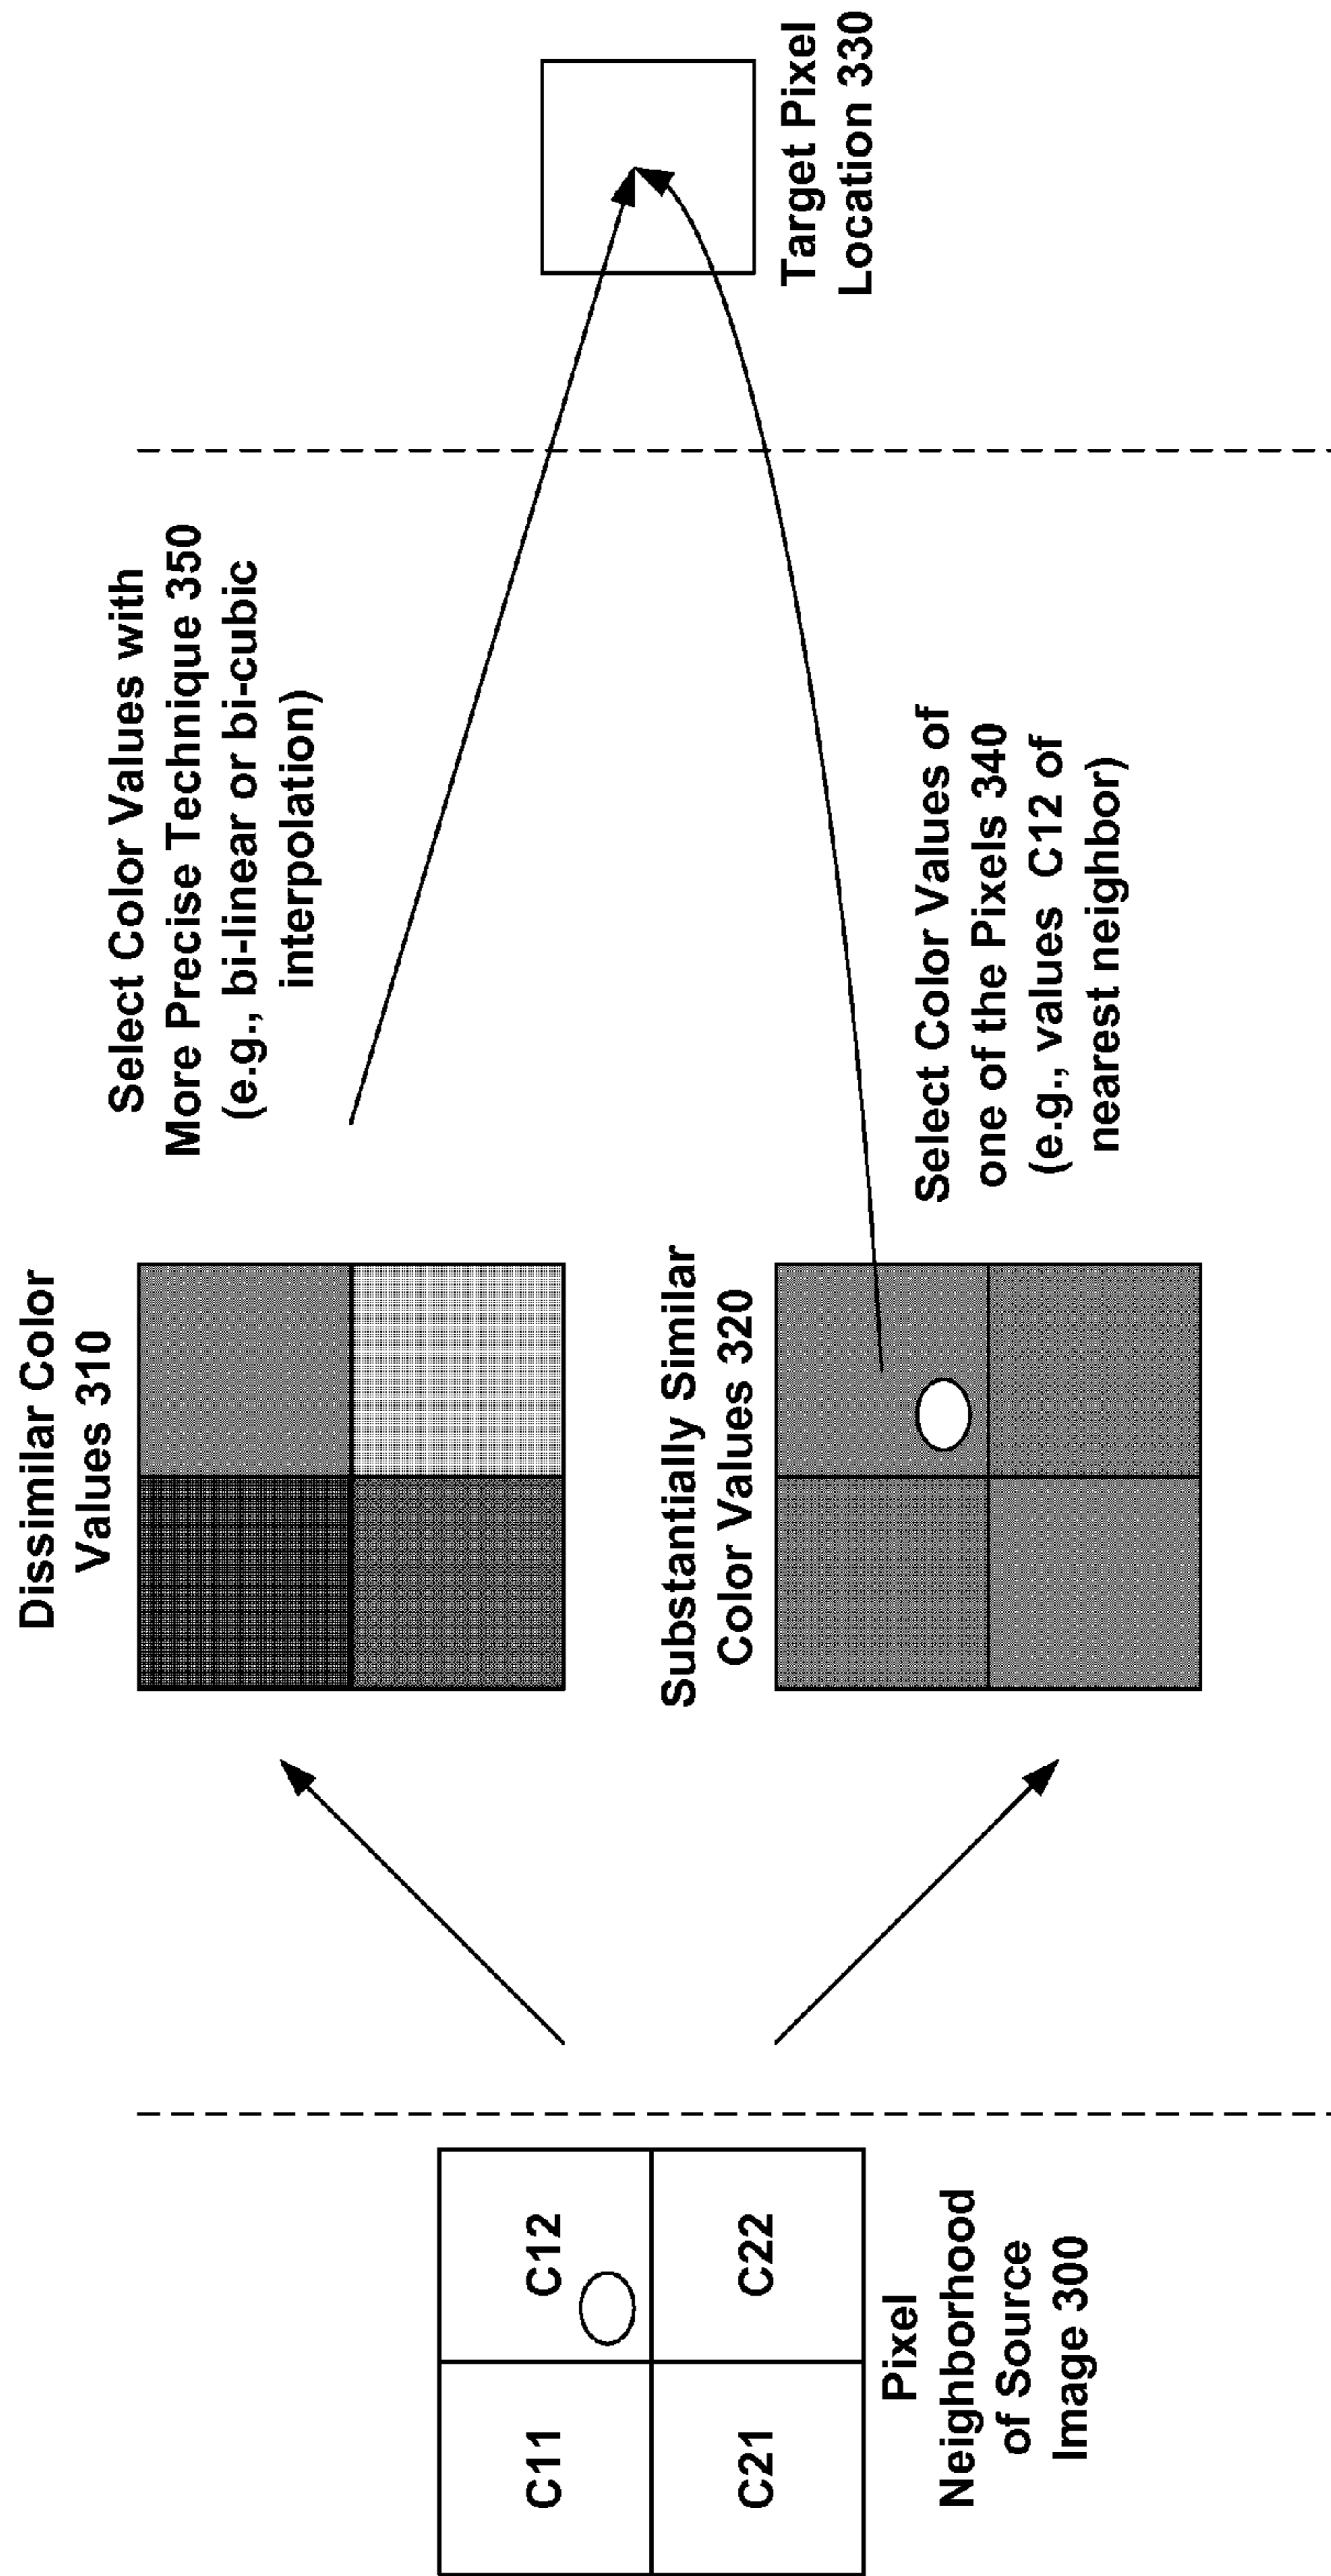 C11
C12
C21
C22
Pixel
Neighborhood
of Source
Image 300
Dissimilar Color
Values 310
Substantially Similar
Color Values 320
Select Color Values with
More Precise Technique 350
(e.g., bi-linear or bi-cubic
interpolation)
Select Color Values of
one of the Pixels 340
(e.g., values C12 of
nearest neighbor)
Target Pixel
Location 330